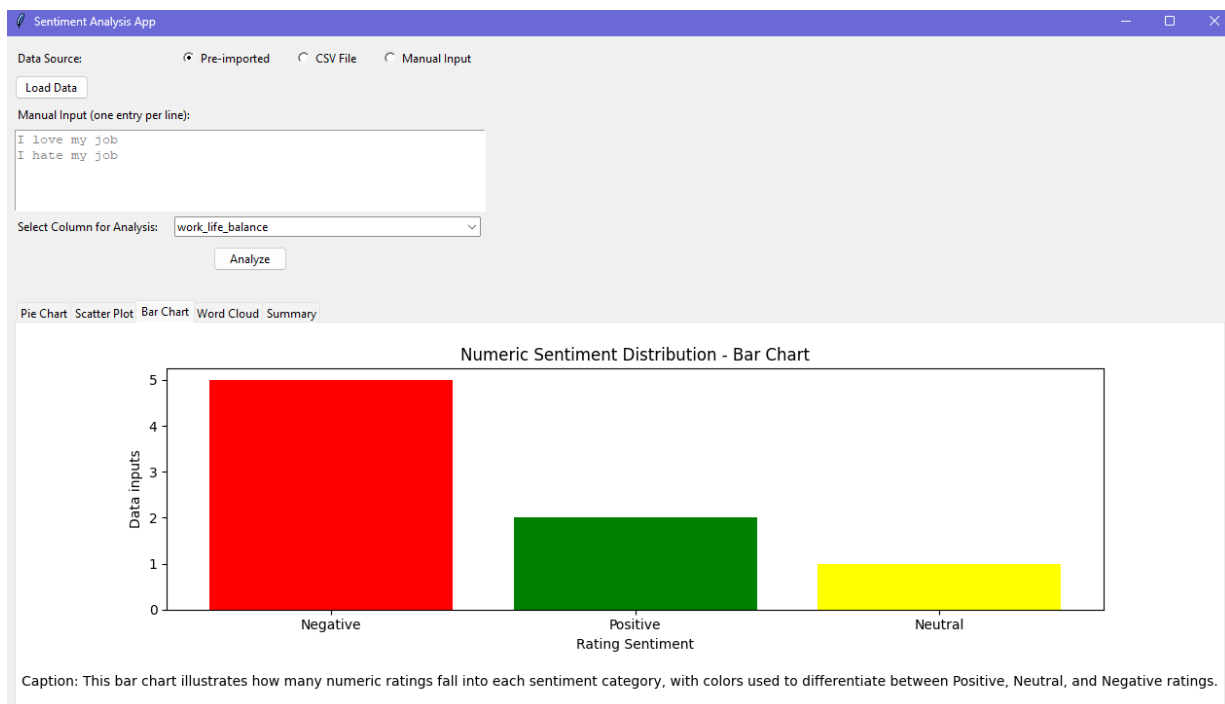 Sentiment Analysis App
Data Source: Pre-imported CSV File Manual Input
Load Data
Manual Input (one entry per line):
I love my job
I hate my job
Select Column for Analysis: work_life_balance
Analyze
Pie Chart Scatter Plot Bar Chart Word Cloud Summary
Numeric Sentiment Distribution - Bar Chart
5
4
3
2
1
0
Data inputs
Negative Positive Neutral
Rating Sentiment
Caption: This bar chart illustrates how many numeric ratings fall into each sentiment category, with colors used to differentiate between Positive, Neutral, and Negative ratings.